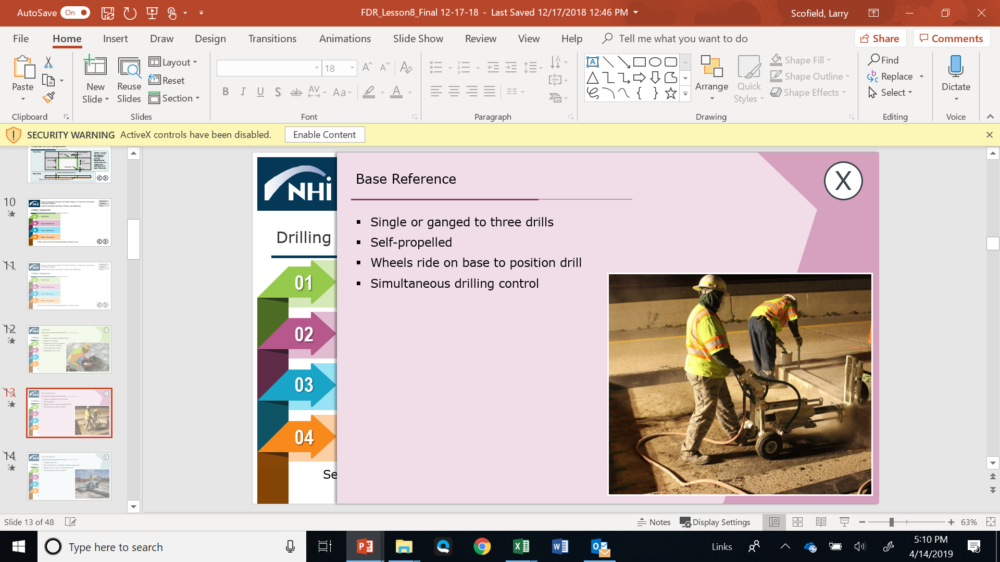 AutoSave On
FDR_Lesson8_Final 12-17-18 - Last Saved 12/17/2018 12:46 PM
Scofield, Larry
File Home Insert Draw Design Transitions Animations Slide Show Review View Help Tell me what you want to do
Share Comments
Paste
Clipboard
New Slide
Reuse Slides
Layout
Reset
Section
Slides
18
B I U S ab AV Aa A
Font
Paragraph
Arrange
Quick Styles
Shape Fill
Shape Outline
Shape Effects
Drawing
Find
Replace
Select
Editing
Dictate
Voice
SECURITY WARNING ActiveX controls have been disabled. Enable Content
10
11
12
13
14
NHi
Drilling
01
02
03
04
Se
Base Reference
X
▪ Single or ganged to three drills
▪ Self-propelled
▪ Wheels ride on base to position drill
▪ Simultaneous drilling control
Slide 13 of 48
Notes Display Settings 63%
Type here to search
Links
5:10 PM
4/14/2019